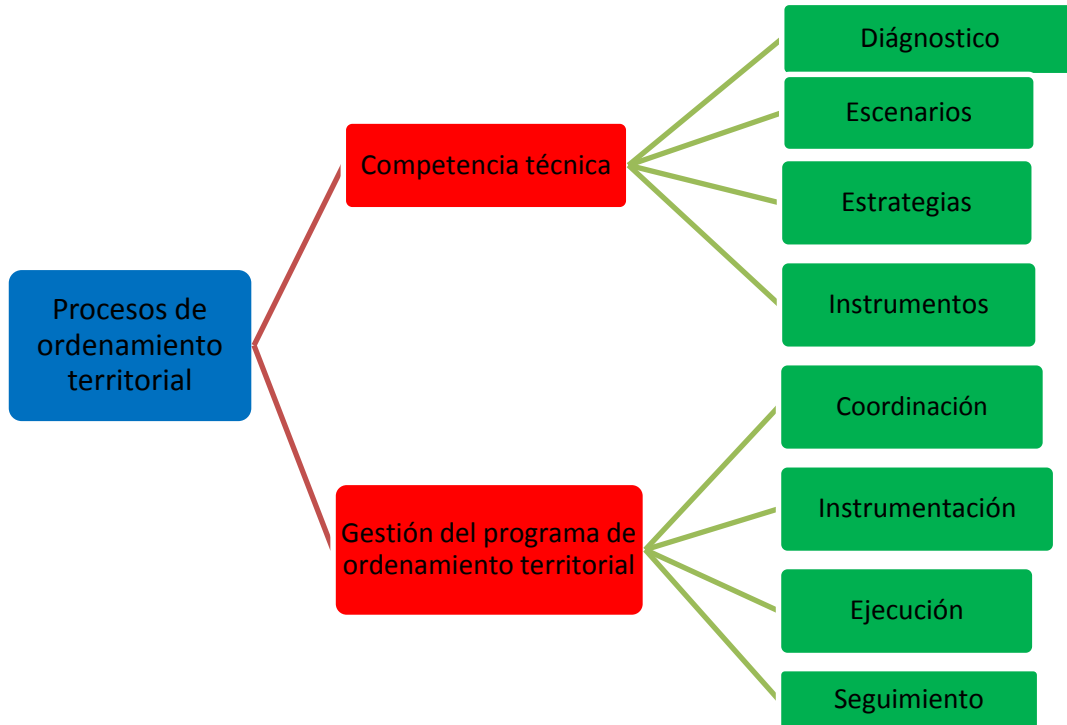 Procesos de
ordenamiento
territorial
Competencia técnica
Diágnostico
Escenarios
Estrategias
Instrumentos
Gestión del programa de
ordenamiento territorial
Coordinación
Instrumentación
Ejecución
Seguimiento